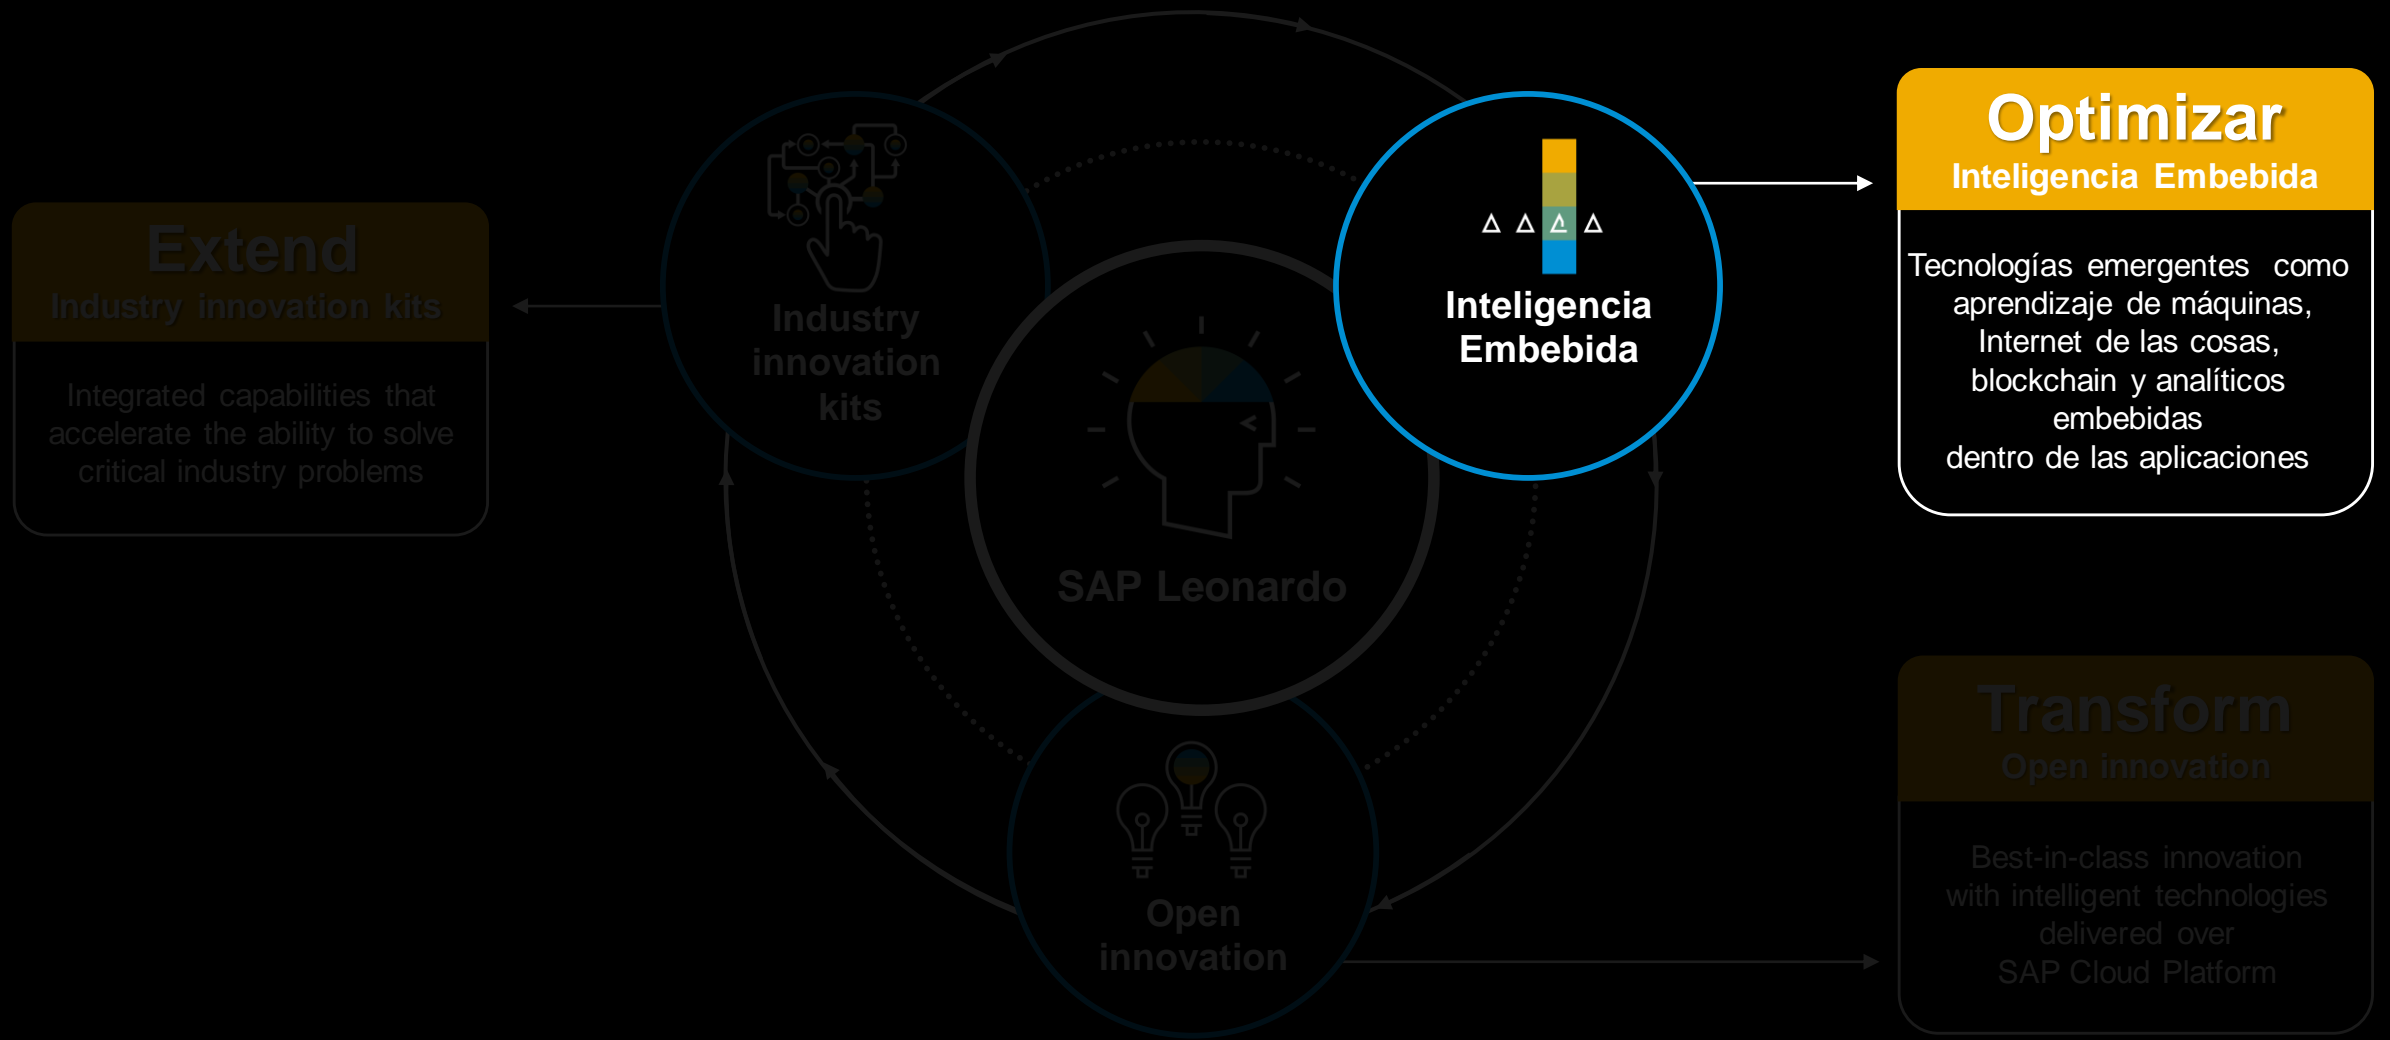 Extend
Industry innovation kits
Integrated capabilities that
accelerate the ability to solve
critical industry problems
Industry
innovation
kits
SAP Leonardo
Inteligencia
Embebida
Optimizar
Inteligencia Embebida
Tecnologías emergentes como
aprendizaje de máquinas,
Internet de las cosas,
blockchain y analíticos
embebidas
dentro de las aplicaciones
Open
innovation
Transform
Open innovation
Best-in-class innovation
with intelligent technologies
delivered over
SAP Cloud Platform